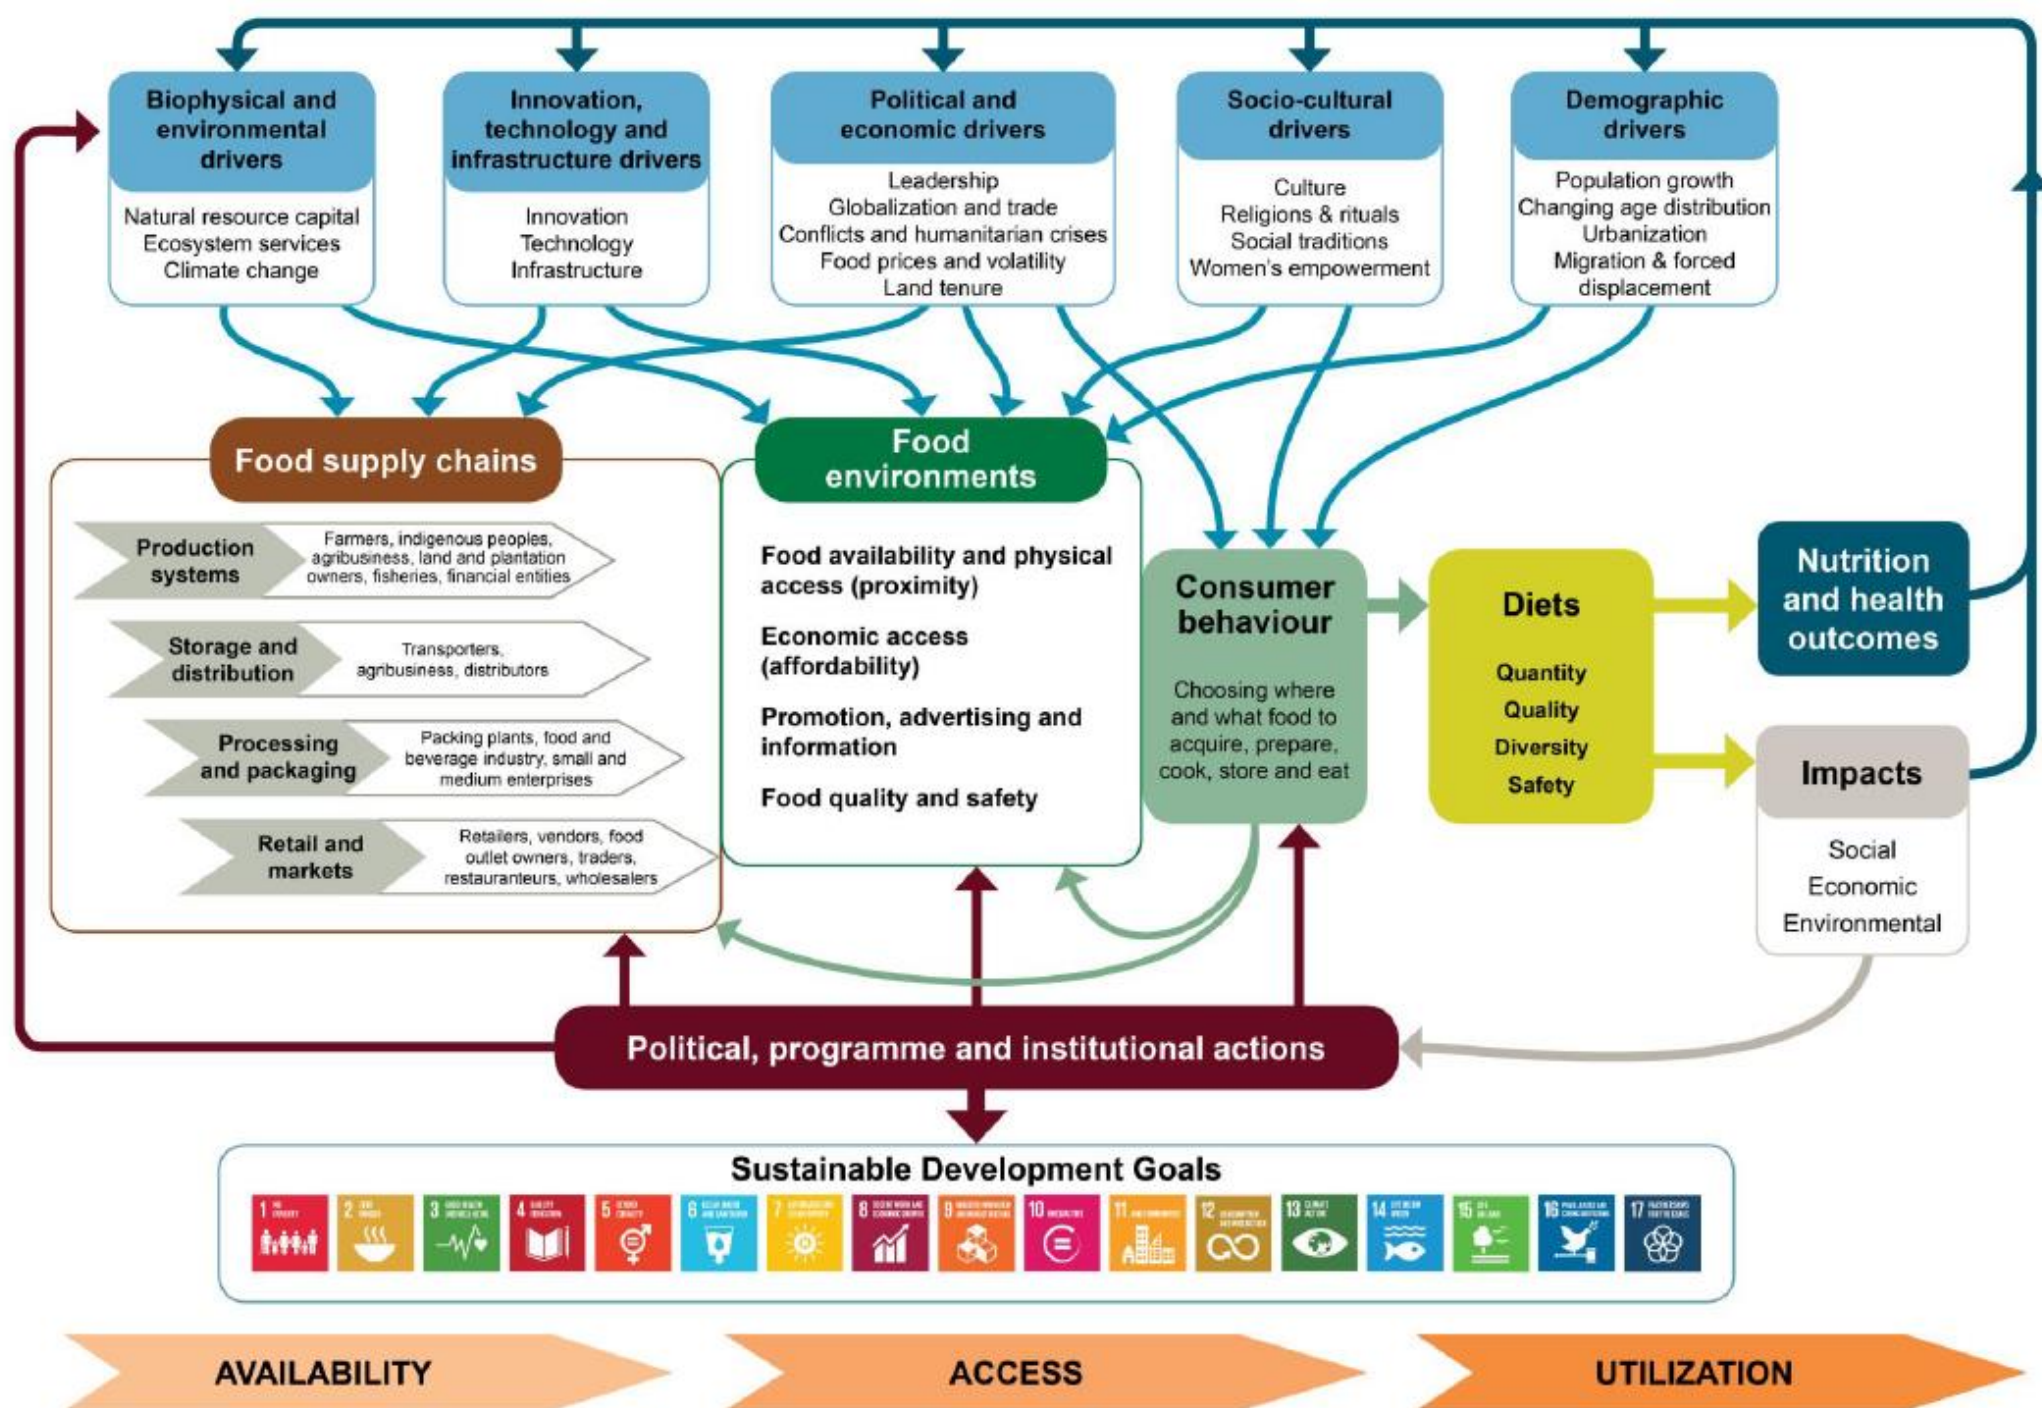 Biophysical and
environmental
drivers
Natural resource capital
Ecosystem services
Climate change
Innovation,
technology and
infrastructure drivers
Innovation
Technology
Infrastructure
Political and
economic drivers
Leadership
Globalization and trade
Conflicts and humanitarian crises
Food prices and volatility
Land tenure
Socio-cultural
drivers
Culture
Religions & rituals
Social traditions
Women's empowerment
Demographic
drivers
Population growth
Changing age distribution
Urbanization
Migration & forced
displacement
Food supply chains
Production
systems
Farmers, indigenous peoples,
agribusiness, land and plantation
owners, fisheries, financial entities
Storage and
distribution
Transporters,
agribusiness, distributors
Processing
and packaging
Packing plants, food and
beverage industry, small and
medium enterprises
Retail and
markets
Retailers, vendors, food
outlet owners, traders,
restauranteurs, wholesalers
Food
environments
Food availability and physical
access (proximity)
Economic access
(affordability)
Promotion, advertising and
information
Food quality and safety
Consumer
behaviour
Choosing where
and what food to
acquire, prepare,
cook, store and eat
Diets
Quantity
Quality
Diversity
Safety
Nutrition
and health
outcomes
Impacts
Social
Economic
Environmental
Political, programme and institutional actions
Sustainable Development Goals
1
2
3
4
5
6
7
8
9
10
11
12
13
14
15
16
17
AVAILABILITY
ACCESS
UTILIZATION